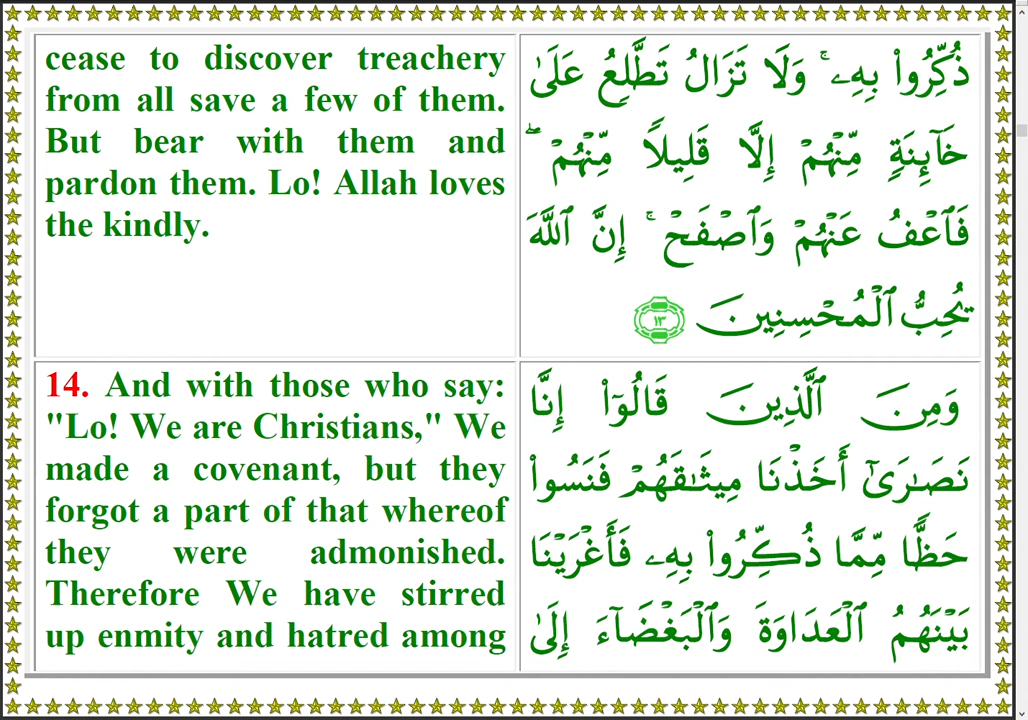 cease to discover treachery
from all save a few of them.
But bear with them and
pardon them. Lo! Allah loves
the kindly.
ذُكِّرُوا۟ بِهِۦ ۚ وَلَا تَزَالُ تَطَّلِعُ عَلَىٰ
خَآئِنَةٍ مِّنْهُمْ إِلَّا قَلِيلًا مِّنْهُمْ ۖ
فَٱعْفُ عَنْهُمْ وَٱصْفَحْ ۚ إِنَّ ٱللَّهَ
يُحِبُّ ٱلْمُحْسِنِينَ ١٣
14. And with those who say:
"Lo! We are Christians," We
made a covenant, but they
forgot a part of that whereof
they were admonished.
Therefore We have stirred
up enmity and hatred among
وَمِنَ ٱلَّذِينَ قَالُوٓا۟ إِنَّا
نَصَـٰرَىٰٓ أَخَذْنَا مِيثَـٰقَهُمْ فَنَسُوا۟
حَظًّا مِّمَّا ذُكِّرُوا۟ بِهِۦ فَأَغْرَيْنَا
بَيْنَهُمُ ٱلْعَدَاوَةَ وَٱلْبَغْضَآءَ إِلَىٰ